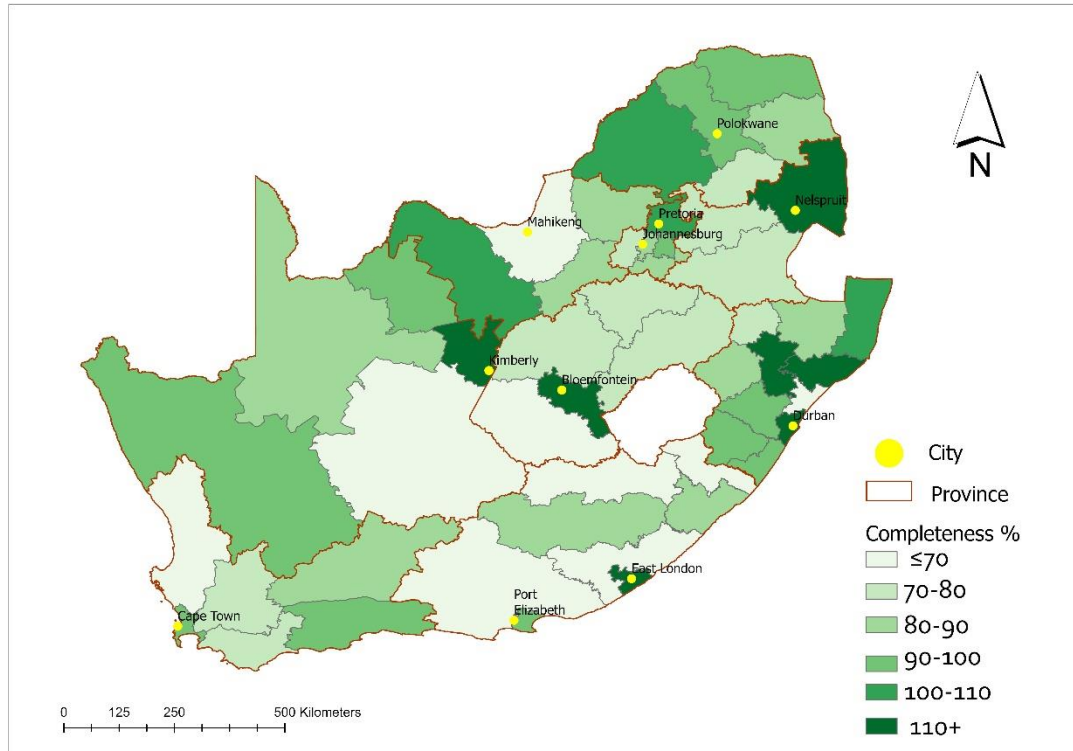 Polokwane
N
Nelspruit
Mahikeng
Pretoria
Johannesburg
Kimberly
Bloemfontein
Durban
East London
Port
Elizabeth
Cape Town
City
Province
Completeness %
≤70
70-80
80-90
90-100
100-110
110+
0 125 250 500 Kilometers